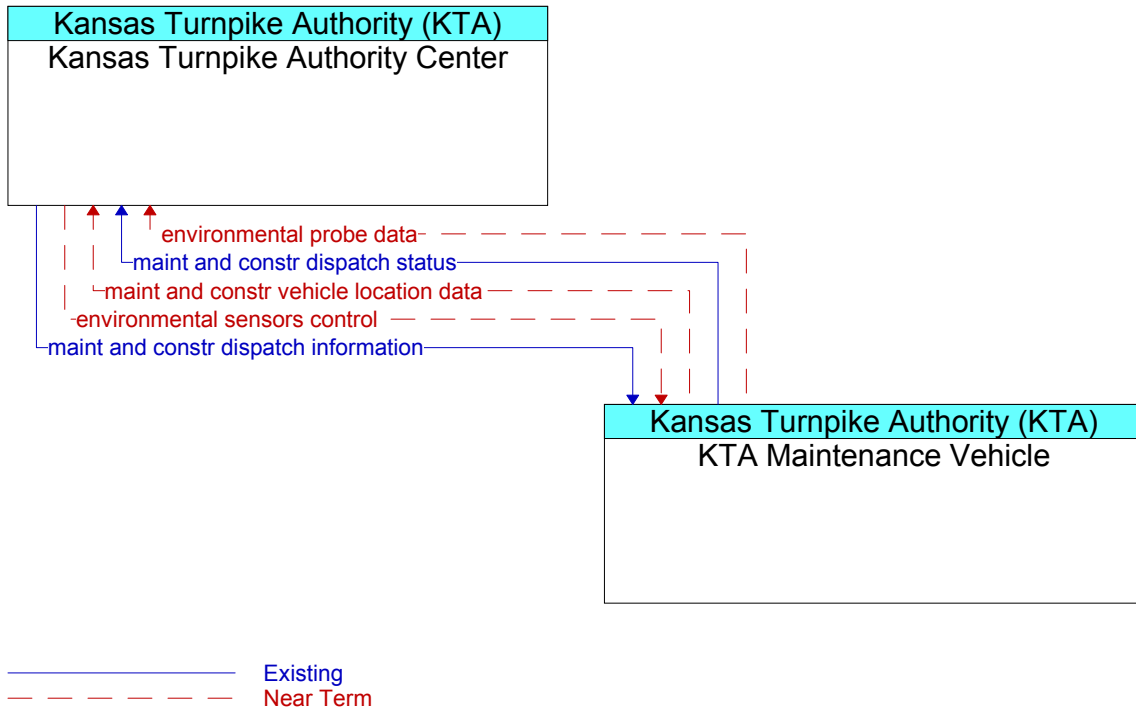 Kansas Turnpike Authority (KTA)
Kansas Turnpike Authority Center
environmental probe data
maint and constr dispatch status
maint and constr vehicle location data
environmental sensors control
maint and constr dispatch information
Kansas Turnpike Authority (KTA)
KTA Maintenance Vehicle
Existing
Near Term